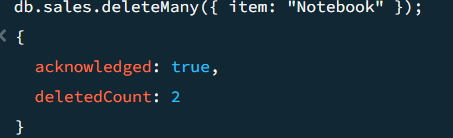 db.sales.deleteMany({ item: "Notebook" });
< {
acknowledged: true,
deletedCount: 2
}